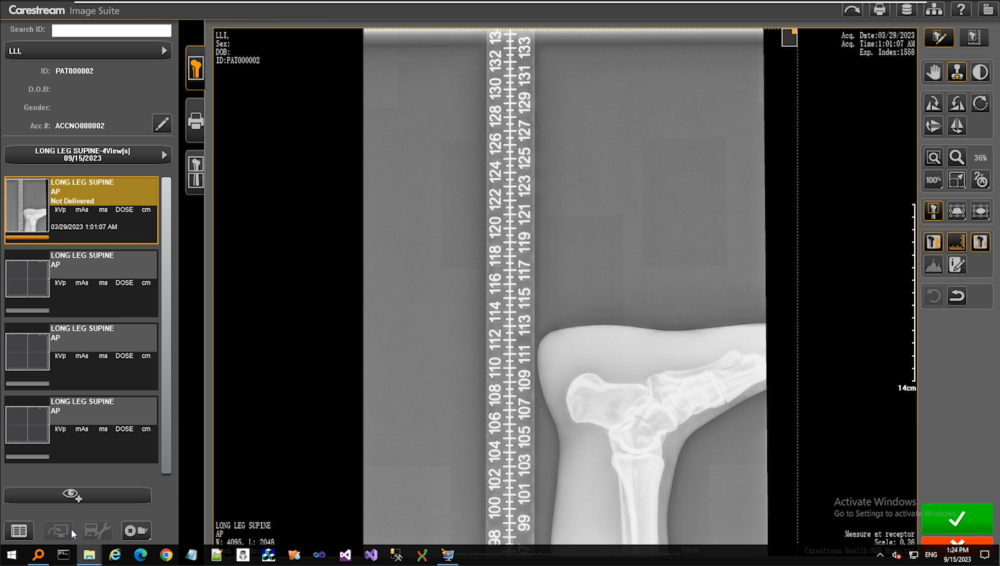 Carestream Image Suite
Search ID:
LLI,
ID: PAT000002
D.O.B:
Gender:
Acc #: ACCNO000002
LONG LEG SUPINE-4View(s)
09/15/2023
LONG LEG SUPINE
AP
Not Delivered
kVp mAs ms DOSE cm
03/29/2023 1:01:07 AM
LONG LEG SUPINE
AP
kVp mAs ms DOSE cm
LONG LEG SUPINE
AP
kVp mAs ms DOSE cm
LONG LEG SUPINE
AP
kVp mAs ms DOSE cm
LLI,
Sex:
DOB:
ID:PAT000002
Acq. Date:03/29/2023
Acq. Time:1:01:07 AM
Exp. Index:1558
133
132
131
130
129
128
127
126
125
124
123
122
121
120
119
118
117
116
115
114
113
112
111
110
109
108
107
106
105
104
103
102
101
100
99
98
14cm
LONG LEG SUPINE
AP
W: 4095, L: 2048
18cm
Measure at receptor
Scale: 0.36
Carestream Health R&D Hospital
Activate Windows
Go to Settings to activate Windows.
36%
100%
ENG
1:24 PM
9/15/2023